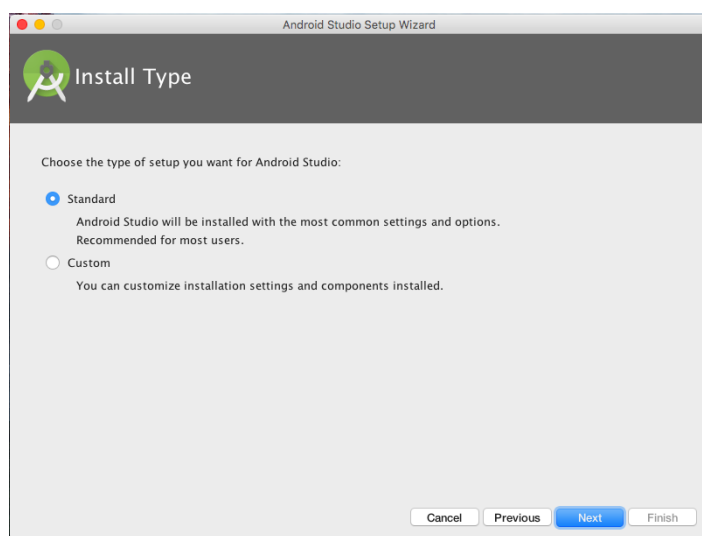 Android Studio Setup Wizard
Install Type
Choose the type of setup you want for Android Studio:
Standard
Android Studio will be installed with the most common settings and options.
Recommended for most users.
Custom
You can customize installation settings and components installed.
Cancel Previous Next Finish